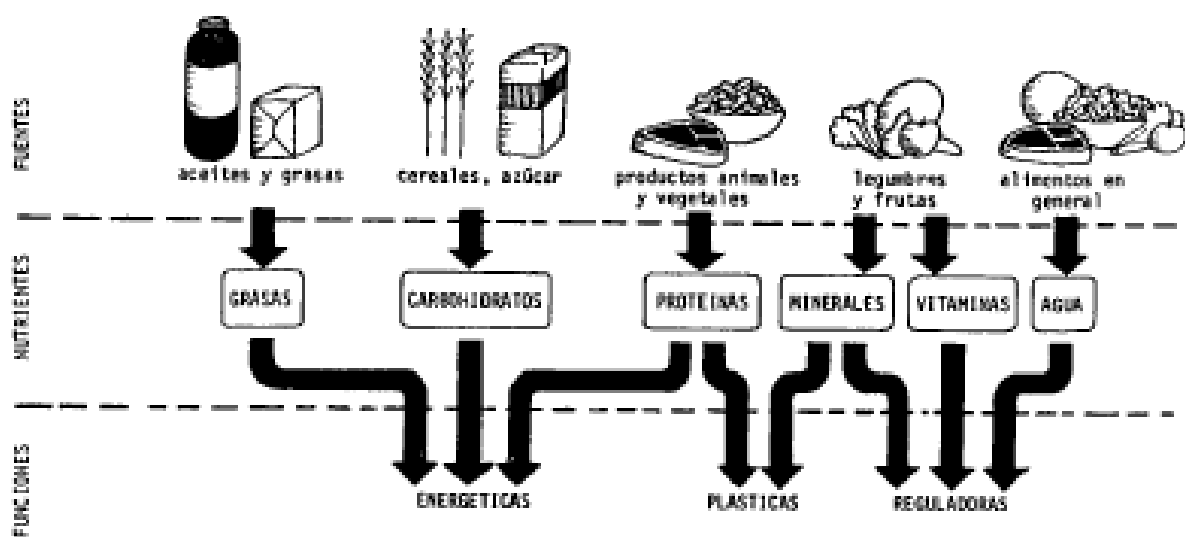 FUENTES
aceites y grasas
cereales, azúcar
productos animales
y vegetales
legumbres
y frutas
alimentos en
general
NUTRIENTES
GRASAS
CARBOHIDRATOS
PROTEINAS
MINERALES
VITAMINAS
AGUA
FUNCIONES
ENERGETICAS
PLASTICAS
REGULADORAS